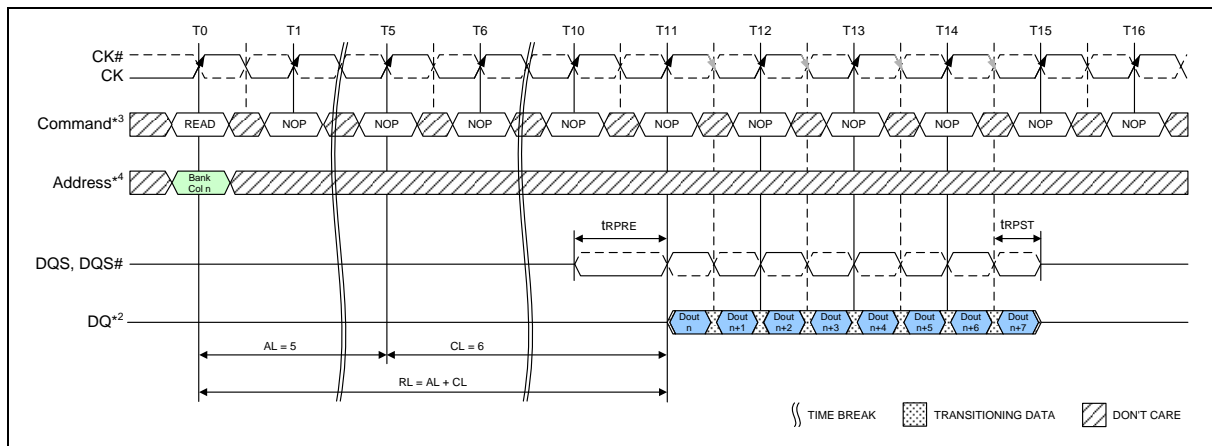 T0 T1 T5 T6 T10 T11 T12 T13 T14 T15 T16
CK#
CK
Command*3 READ NOP NOP NOP NOP NOP NOP NOP NOP NOP NOP
Address*4 Bank
Col n
tRPRE tRPST
DQS, DQS#
DQ*2 Dout Dout Dout Dout Dout Dout Dout Dout
n n+1 n+2 n+3 n+4 n+5 n+6 n+7
AL = 5 CL = 6
RL = AL + CL
TIME BREAK TRANSITIONING DATA DON'T CARE